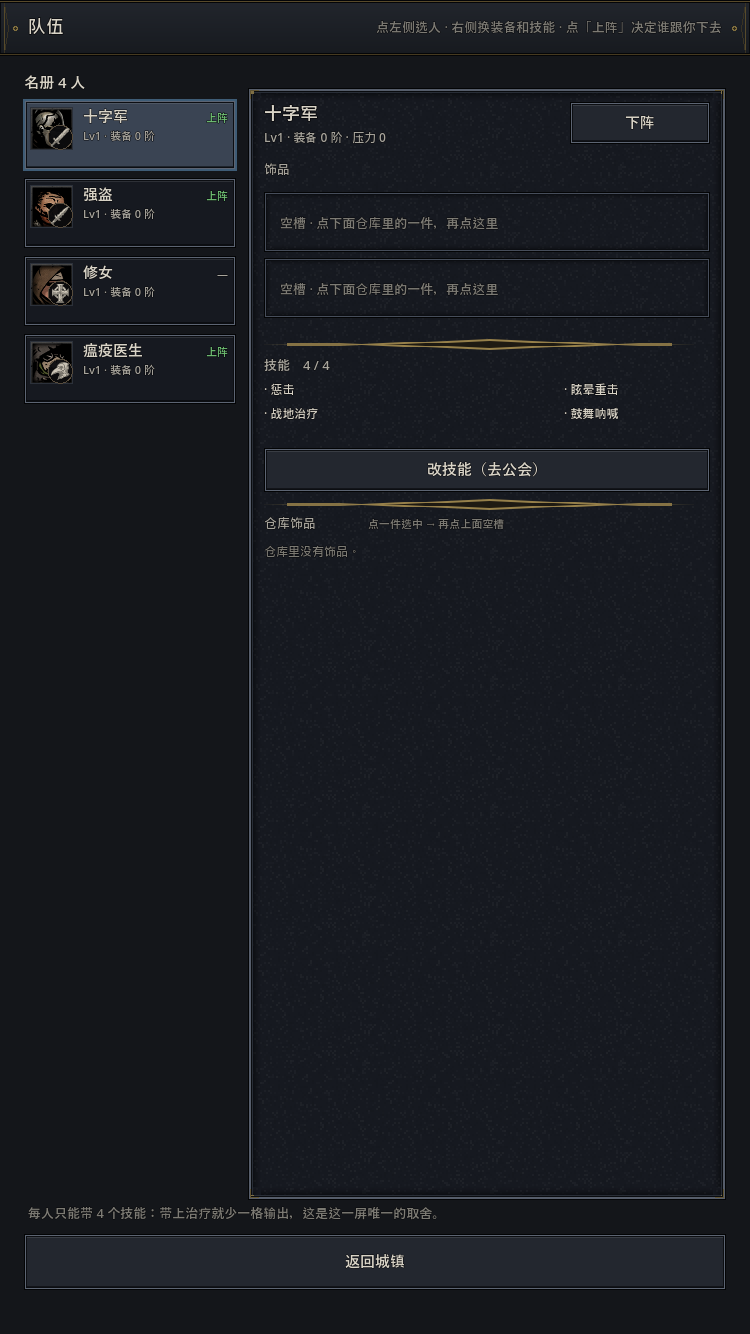 队伍
点左侧选人 · 右侧换装备和技能 · 点「上阵」决定谁跟你下去
名册 4 人
十字军
上阵
Lv1 · 装备 0 阶
强盗
上阵
Lv1 · 装备 0 阶
修女
—
Lv1 · 装备 0 阶
瘟疫医生
上阵
Lv1 · 装备 0 阶
十字军
Lv1 · 装备 0 阶 · 压力 0
下阵
饰品
空槽 · 点下面仓库里的一件，再点这里
空槽 · 点下面仓库里的一件，再点这里
技能 4 / 4
· 惩击
· 眩晕重击
· 战地治疗
· 鼓舞呐喊
改技能（去公会）
仓库饰品
点一件选中 → 再点上面空槽
仓库里没有饰品。
每人只能带 4 个技能：带上治疗就少一格输出，这是这一屏唯一的取舍。
返回城镇